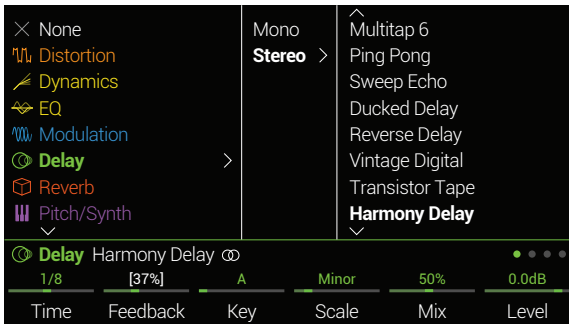 None
Distortion
Dynamics
EQ
Modulation
Delay
Reverb
Pitch/Synth
Mono
Stereo
Multitap 6
Ping Pong
Sweep Echo
Ducked Delay
Reverse Delay
Vintage Digital
Transistor Tape
Harmony Delay
Delay Harmony Delay
1/8 [37%] A Minor 50% 0.0dB
Time Feedback Key Scale Mix Level